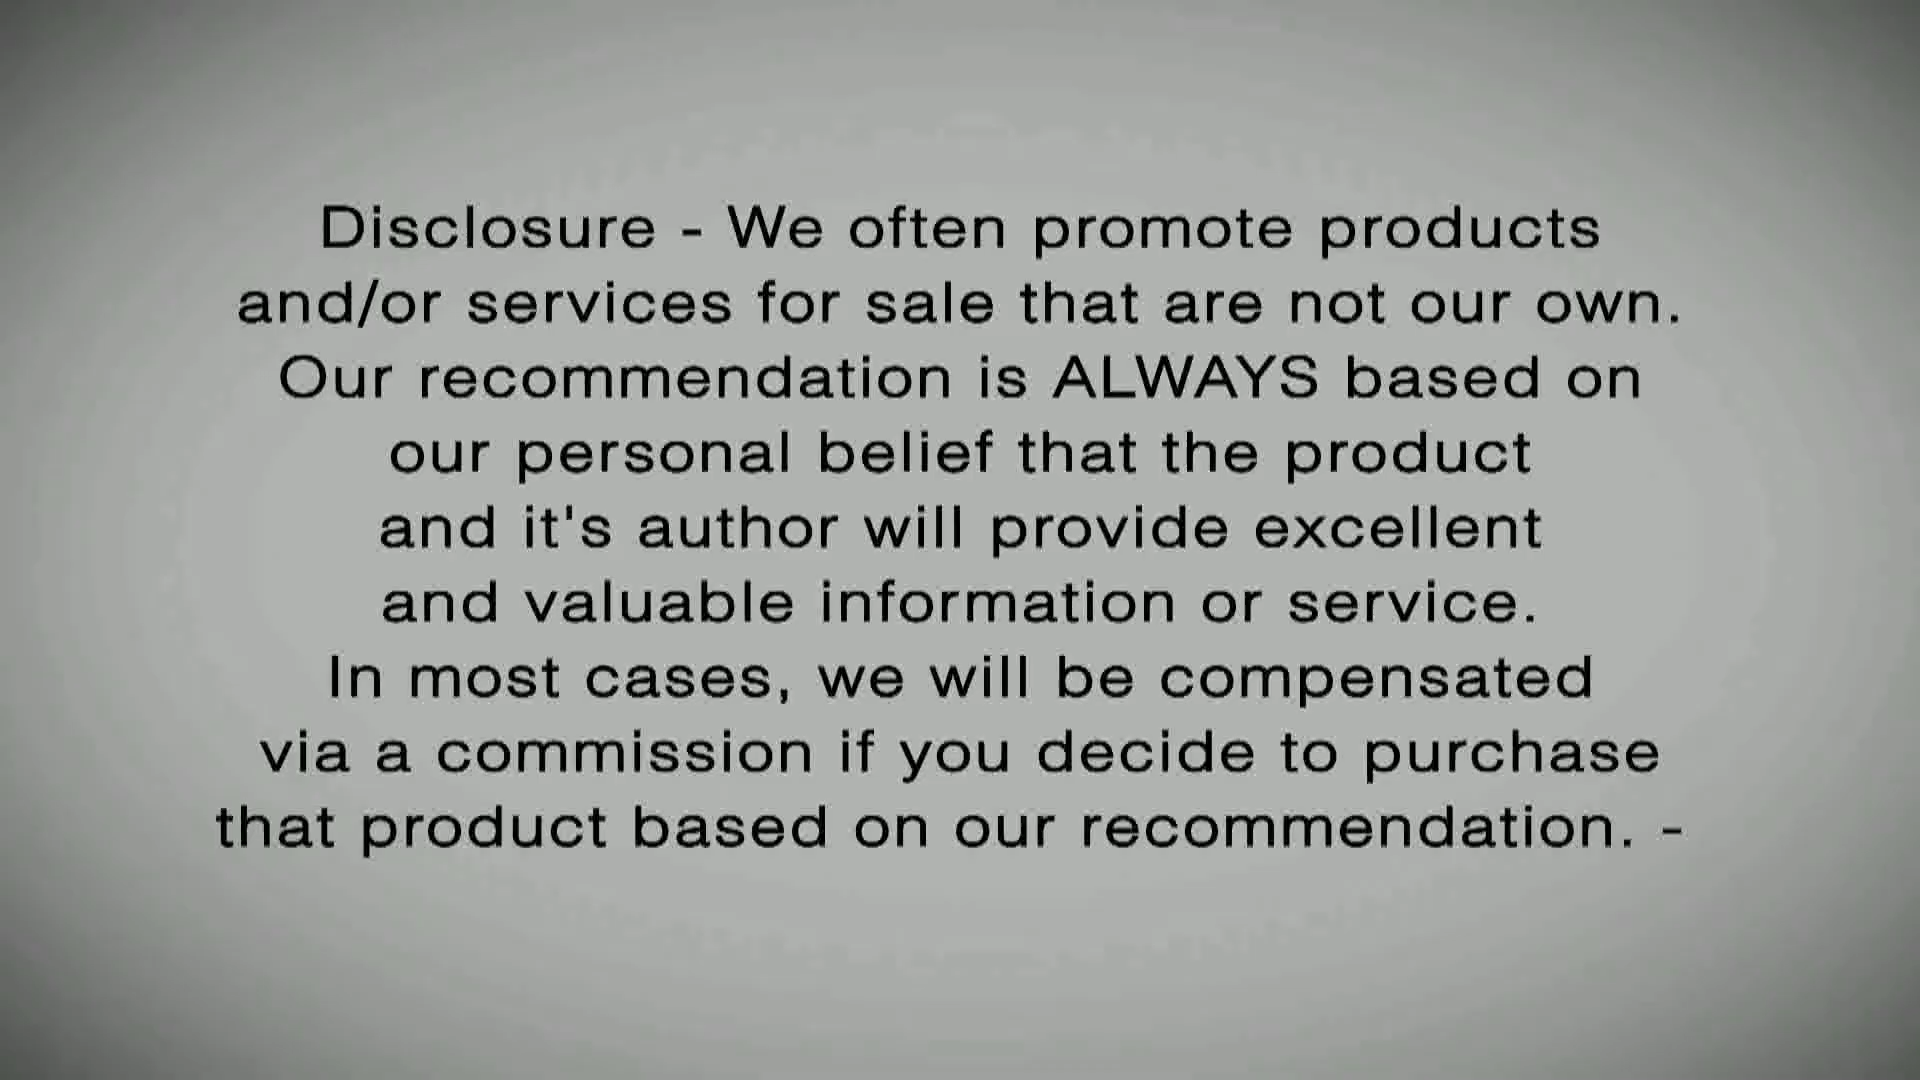 Disclosure - We often promote products
and/or services for sale that are not our own.
Our recommendation is ALWAYS based on
our personal belief that the product
and it's author will provide excellent
and valuable information or service.
In most cases, we will be compensated
via a commission if you decide to purchase
that product based on our recommendation. -